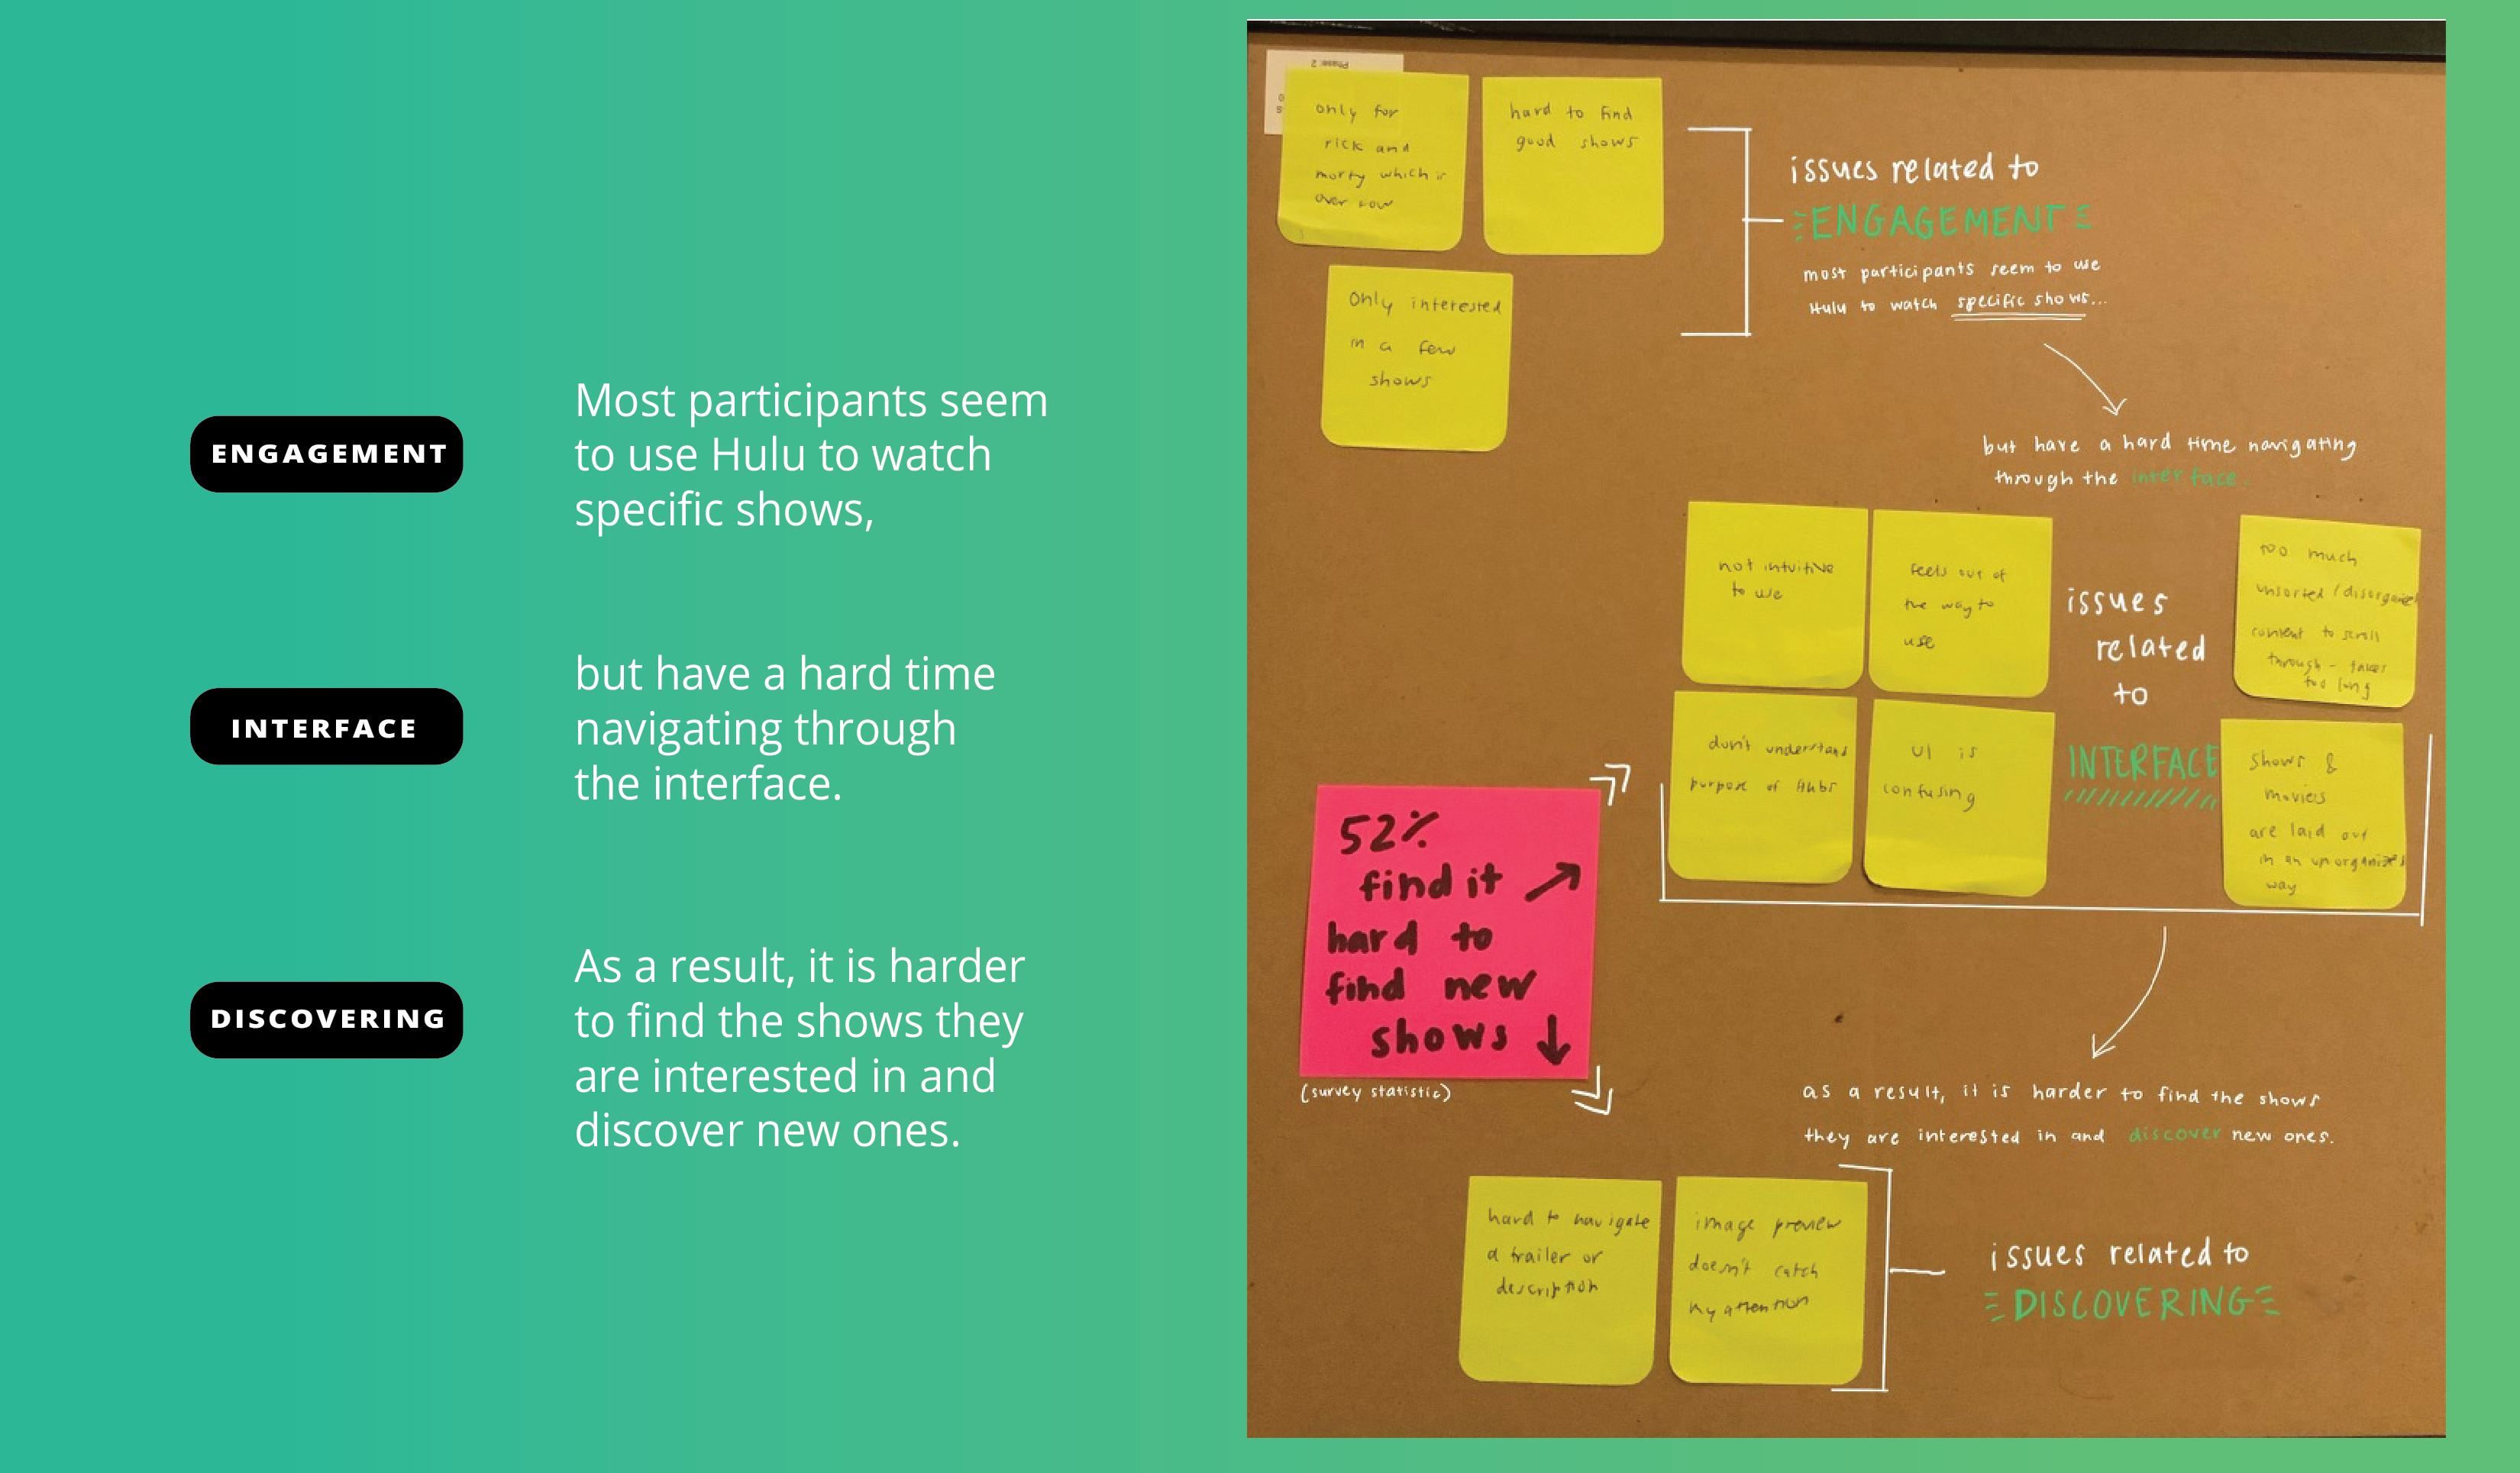 ENGAGEMENT
Most participants seem
to use Hulu to watch
specific shows,
INTERFACE
but have a hard time
navigating through
the interface.
DISCOVERING
As a result, it is harder
to find the shows they
are interested in and
discover new ones.
Phase: 2
only for
rick and
morty which is
over now
hard to find
good shows
only interested
in a few
shows
issues related to
ENGAGEMENT
most participants seem to use
Hulu to watch specific shows...
but have a hard time navigating
through the interface.
not intuitive
to use
feels out of
the way to
use
don't understand
purpose of Hubs
UI is
confusing
issues
related
to
INTERFACE
too much
unsorted / disorganized
content to scroll
through - takes
too long
shows &
movies
are laid out
in an unorganized
way
52%
find it
hard to
find new
shows
(survey statistic)
as a result, it is harder to find the shows
they are interested in and discover new ones.
hard to navigate
a trailer or
description
image preview
doesn't catch
my attention
issues related to
DISCOVERING